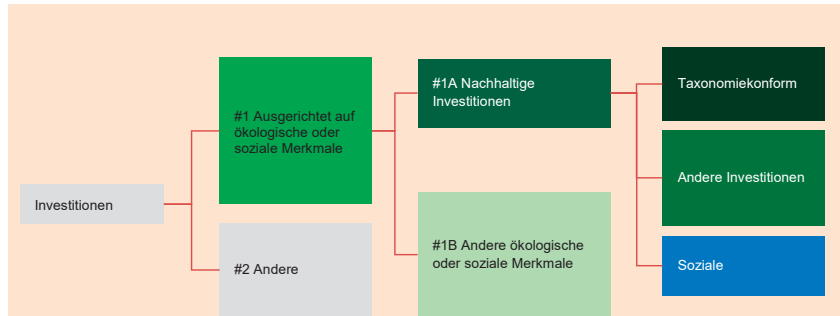 Investitionen
#1 Ausgerichtet auf
ökologische oder
soziale Merkmale
#2 Andere
#1A Nachhaltige
Investitionen
#1B Andere ökologische
oder soziale Merkmale
Taxonomiekonform
Andere Investitionen
Soziale